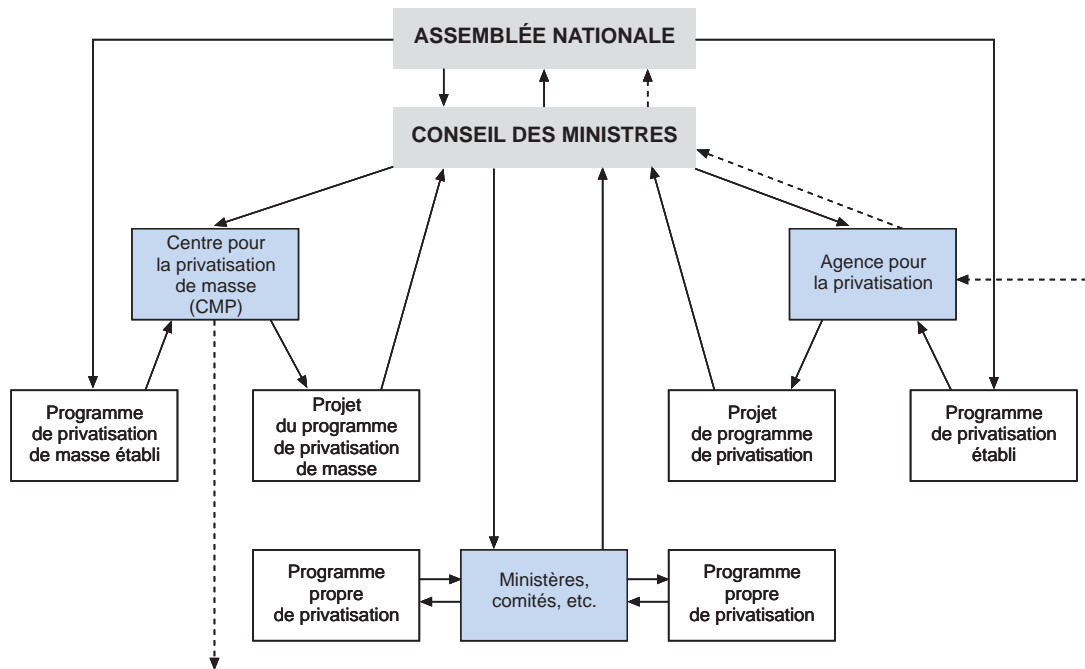 ASSEMBLÉE NATIONALE
CONSEIL DES MINISTRES
Centre pour
la privatisation
de masse
(CMP)
Agence pour
la privatisation
Programme
de privatisation
de masse établi
Projet
du programme
de privatisation
de masse
Projet
de programme
de privatisation
Programme
de privatisation
établi
Programme
propre
de privatisation
Ministères,
comités, etc.
Programme
propre
de privatisation